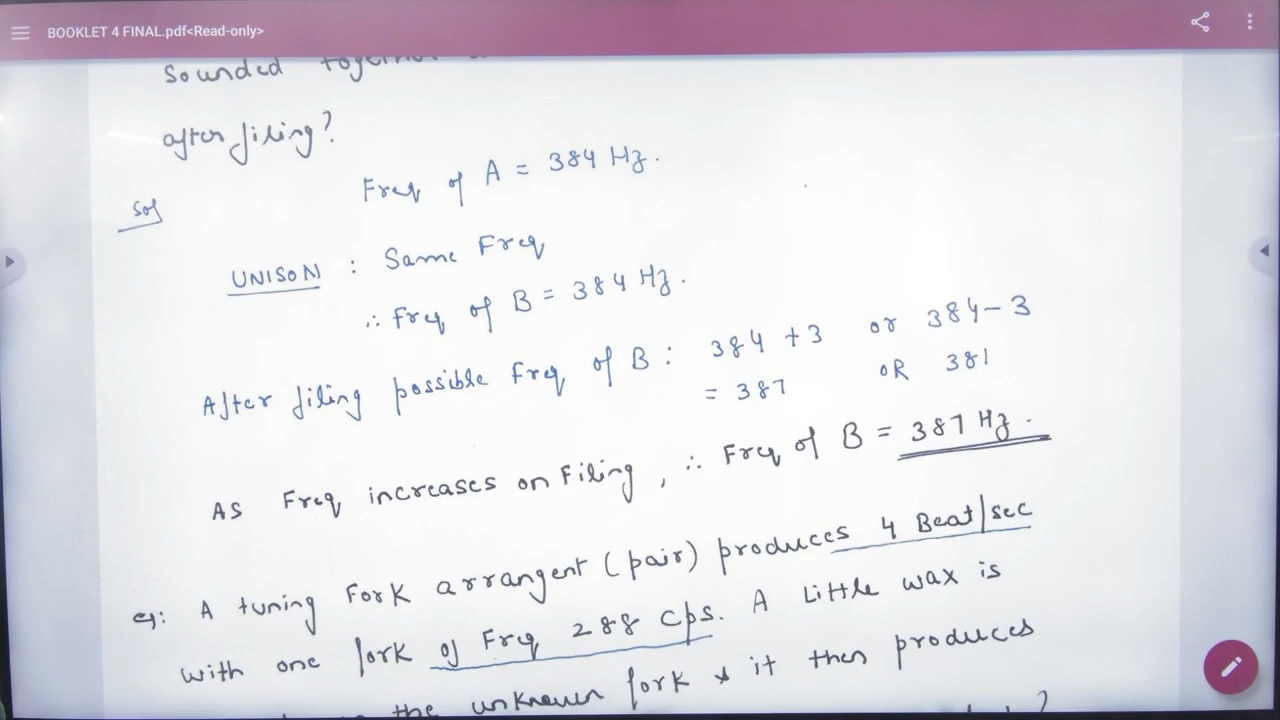 BOOKLET 4 FINAL.pdf<Read-only>
Sounded together
after filing?
Sol
Freq of A = 384 Hz.
UNISON : Same Freq
∴ Freq of B = 384 Hz.
After filing possible Freq of B : 384 +3 or 384-3
= 387 OR 381
As Freq increases on Filing, ∴ Freq of B = 387 Hz.
eg: A tuning Fork arrangent (pair) produces 4 Beat/sec
with one fork of Frq 288 cps. A Little wax is
the unknown fork & it then produces